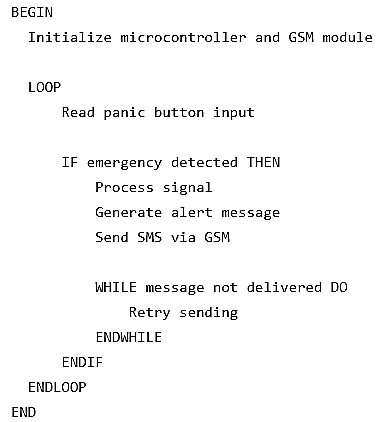 BEGIN
  Initialize microcontroller and GSM module
  LOOP
      Read panic button input
      IF emergency detected THEN
          Process signal
          Generate alert message
          Send SMS via GSM
          WHILE message not delivered DO
              Retry sending
          ENDWHILE
      ENDIF
  ENDLOOP
END